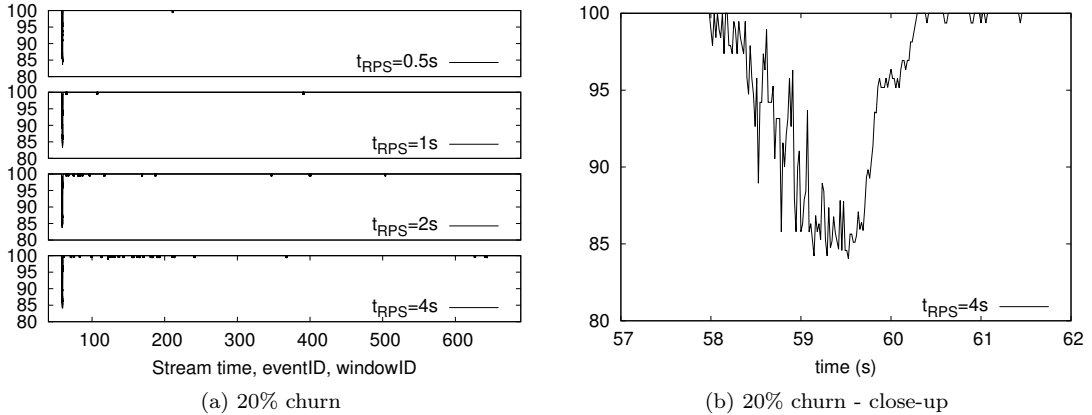 100
95
90
85
80
t_RPS=0.5s
100
95
90
85
80
t_RPS=1s
100
95
90
85
80
t_RPS=2s
100
95
90
85
80
t_RPS=4s
100 200 300 400 500 600
Stream time, eventID, windowID
(a) 20% churn
100
95
90
85
80
t_RPS=4s
57 58 59 60 61 62
time (s)
(b) 20% churn - close-up